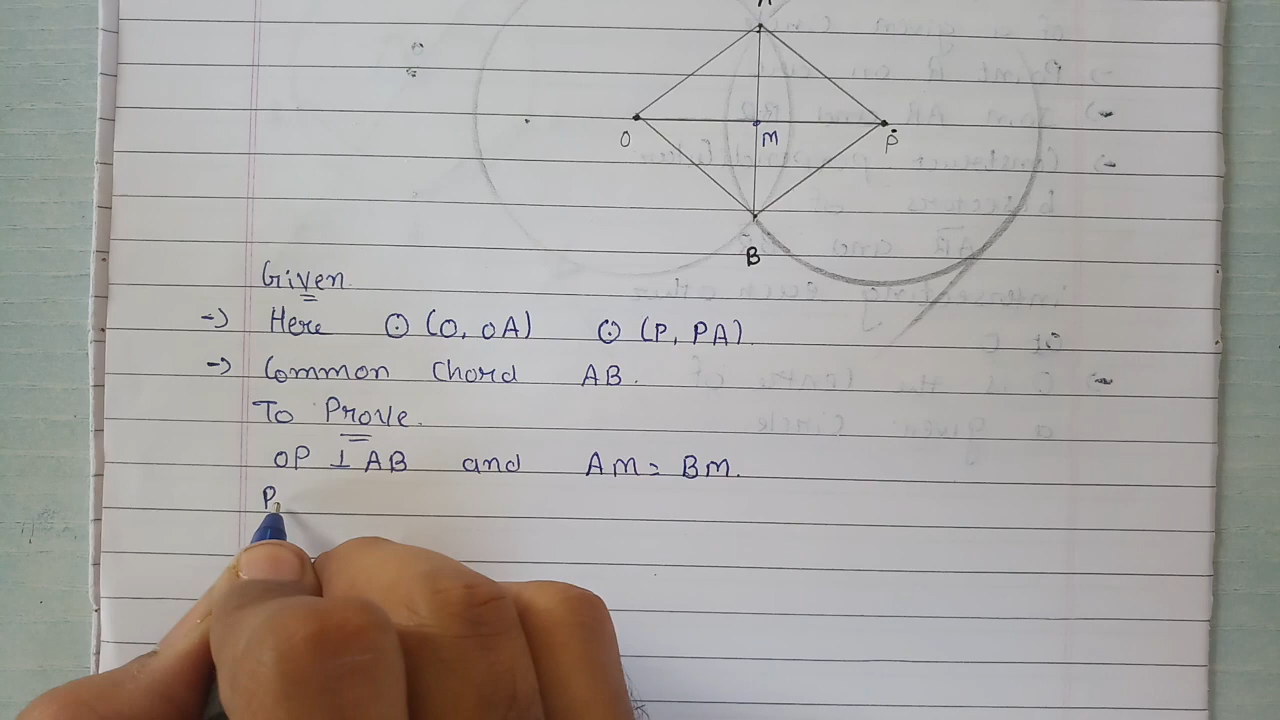 A
O
M
P
B
Given
-) Here ⊙ (O, OA) ⊙ (P, PA)
-) Common Chord AB.
To Prove.
OP ⊥ AB and AM = BM.
P